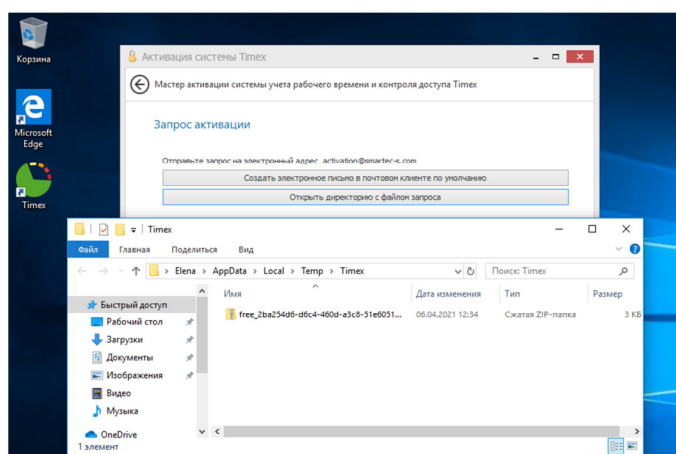 Корзина
Microsoft
Edge
Timex
Активация системы Timex
Мастер активации системы учета рабочего времени и контроля доступа Timex
Запрос активации
Отправьте запрос на электронный адрес activation@smartec-s.com
Создать электронное письмо в почтовом клиенте по умолчанию
Открыть директорию с файлом запроса
Timex
Файл Главная Поделиться Вид
Elena > AppData > Local > Temp > Timex
Поиск: Timex
Имя Дата изменения Тип Размер
free_2ba254d6-d6c4-460d-a3c8-51e6051... 06.04.2021 12:34 Сжатая ZIP-папка 3 КБ
Быстрый доступ
Рабочий стол
Загрузки
Документы
Изображения
Видео
Музыка
OneDrive
1 элемент